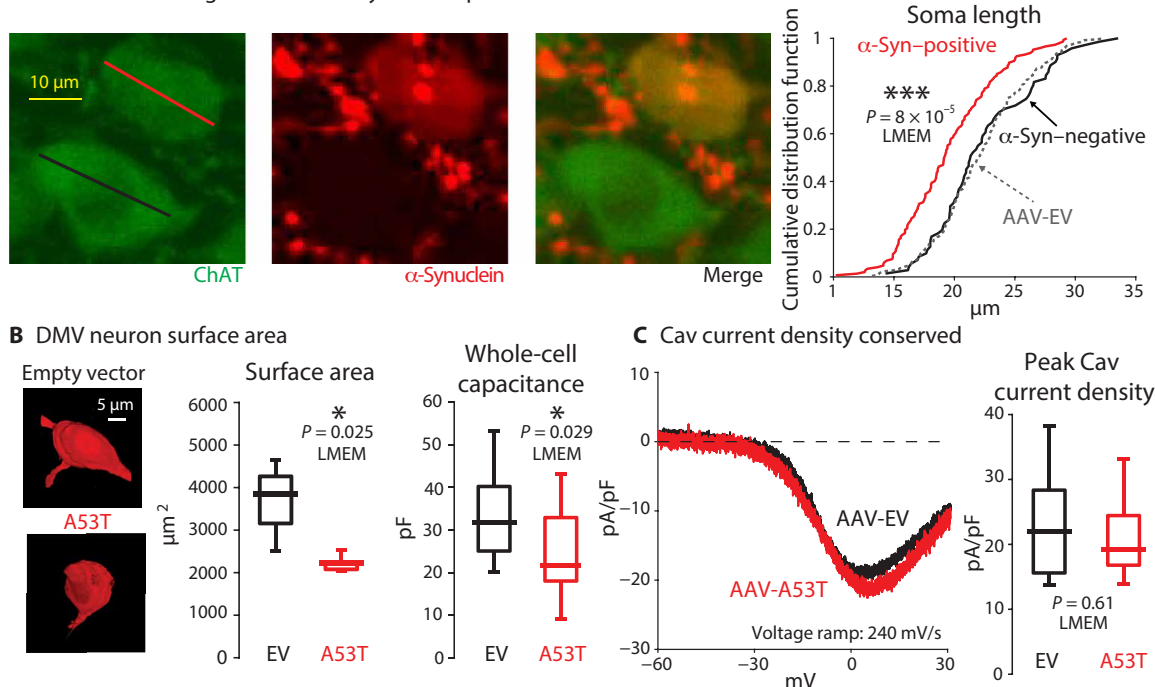 Soma length
Cumulative distribution function
1
0.8
0.6
0.4
0.2
0
1 20 25 30 35
μm
α-Syn–positive
***
P = 8 × 10⁻⁵
LMEM
α-Syn–negative
AAV-EV
10 μm
ChAT
α-Synuclein
Merge
B DMV neuron surface area
Empty vector
5 μm
A53T
Surface area
μm²
6000
5000
4000
3000
2000
1000
0
*
P = 0.025
LMEM
EV A53T
Whole-cell
capacitance
pF
60
50
40
30
20
10
0
*
P = 0.029
LMEM
EV A53T
C Cav current density conserved
pA/pF
10
0
−10
−20
−30
AAV-EV
AAV-A53T
Voltage ramp: 240 mV/s
−60 −30 0 30
mV
Peak Cav
current density
pA/pF
40
30
20
10
0
P = 0.61
LMEM
EV A53T